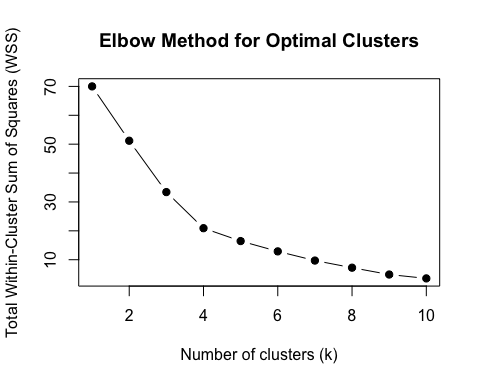 Elbow Method for Optimal Clusters
Total Within-Cluster Sum of Squares (WSS)
70
50
30
10
2 4 6 8 10
Number of clusters (k)